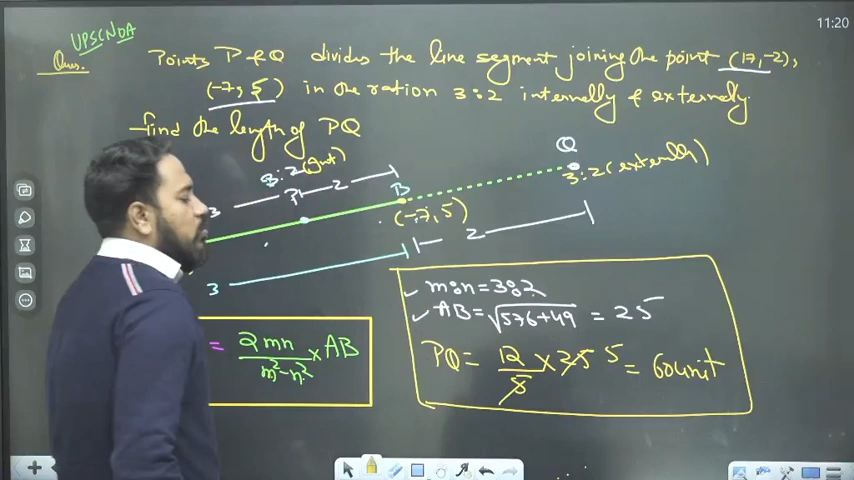 11:20
UPSC NDA
Ques. Points P & Q divides the line segment joining the point (17,-2),
(-7, 5) in the ration 3:2 internally & externally.
find the length of PQ
Q
3:2
3:2 (externally)
3 P 2 B
(-7, 5)
2
3
m:n = 3:2
AB = √576+49 = 25
= 2mn/m²-n² × AB
PQ = 12/5 × 25 5 = 60 unit